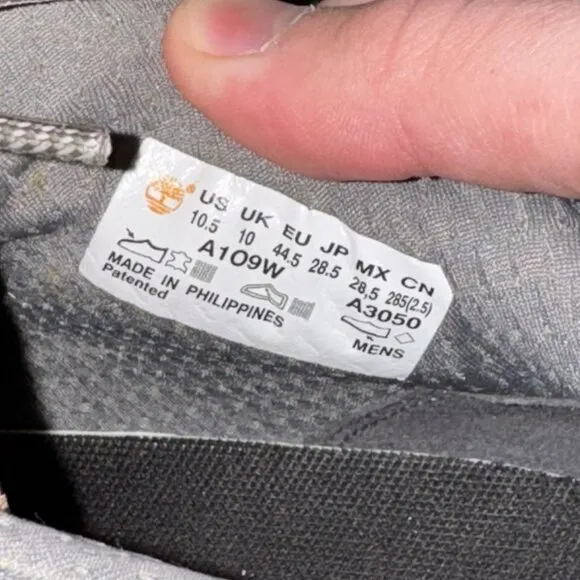 ®
US UK EU JP MX CN
10.5 10 44.5 28.5 28.5 285(2.5)
A109W A3050
MADE IN PHILIPPINES
Patented
MENS